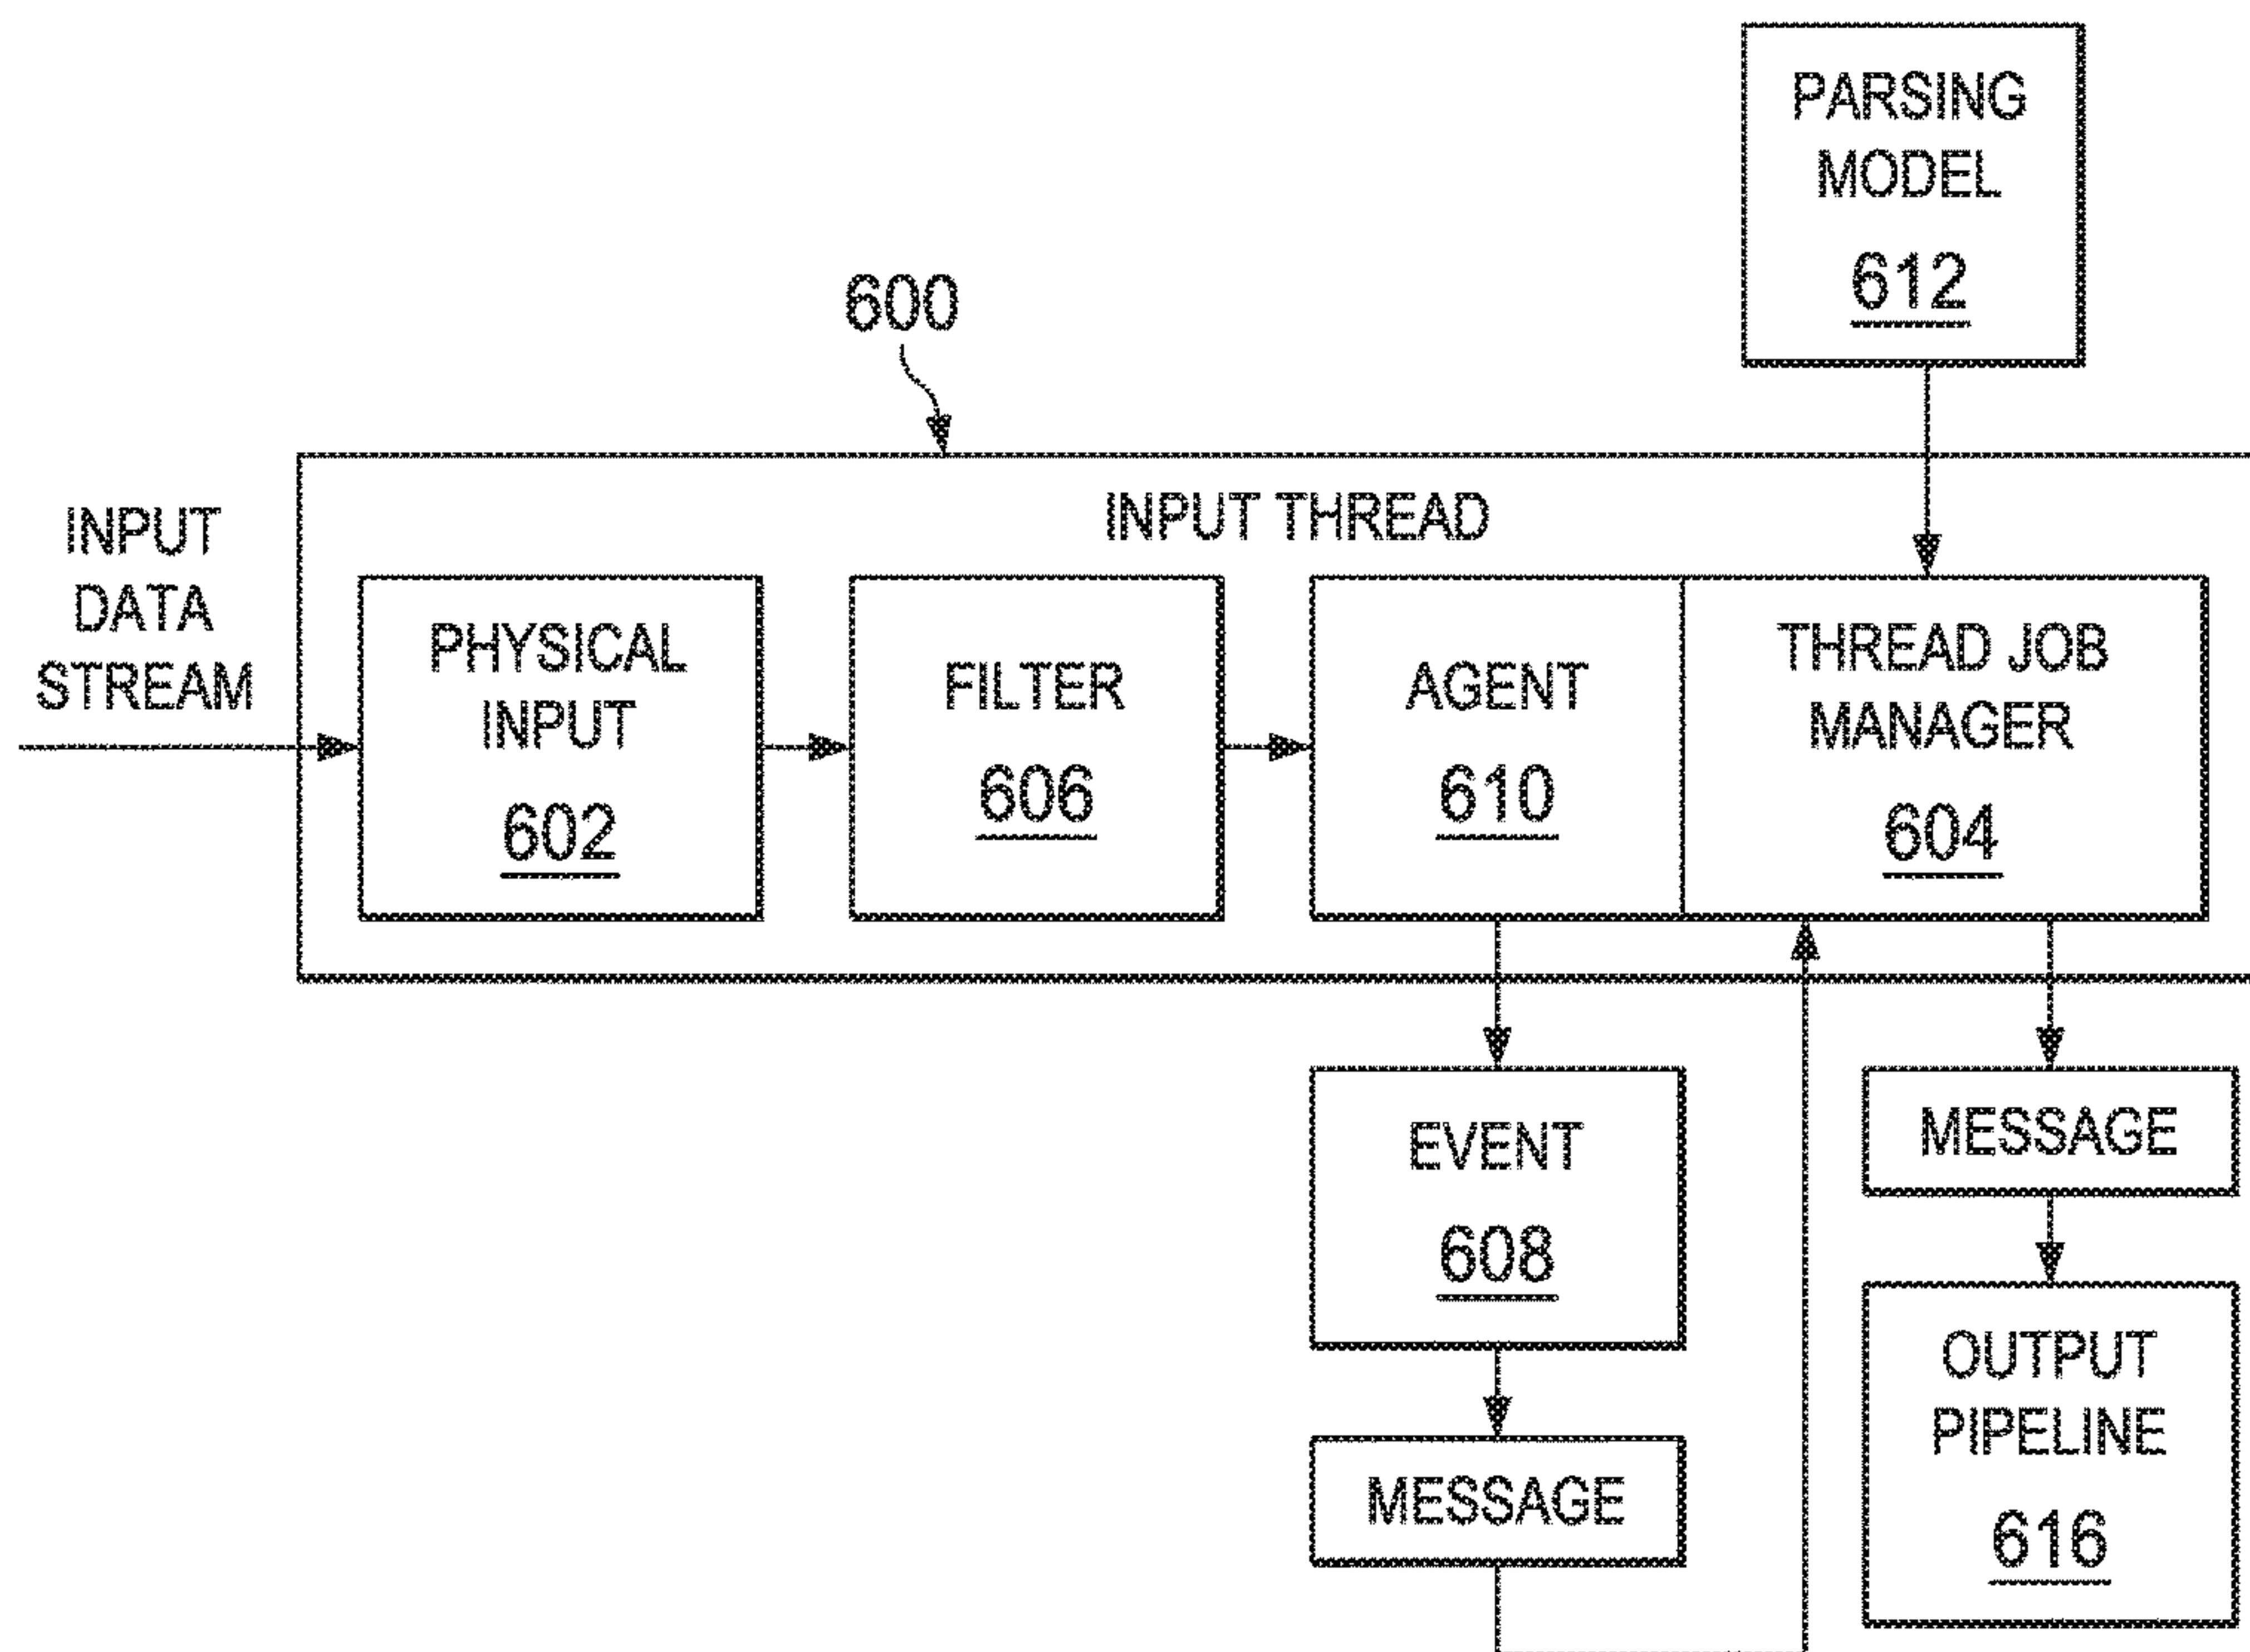 PARSING
MODEL
612
600
INPUT THREAD
INPUT
DATA
STREAM
PHYSICAL
INPUT
602
FILTER
606
AGENT
610
THREAD JOB
MANAGER
604
EVENT
608
MESSAGE
MESSAGE
OUTPUT
PIPELINE
616